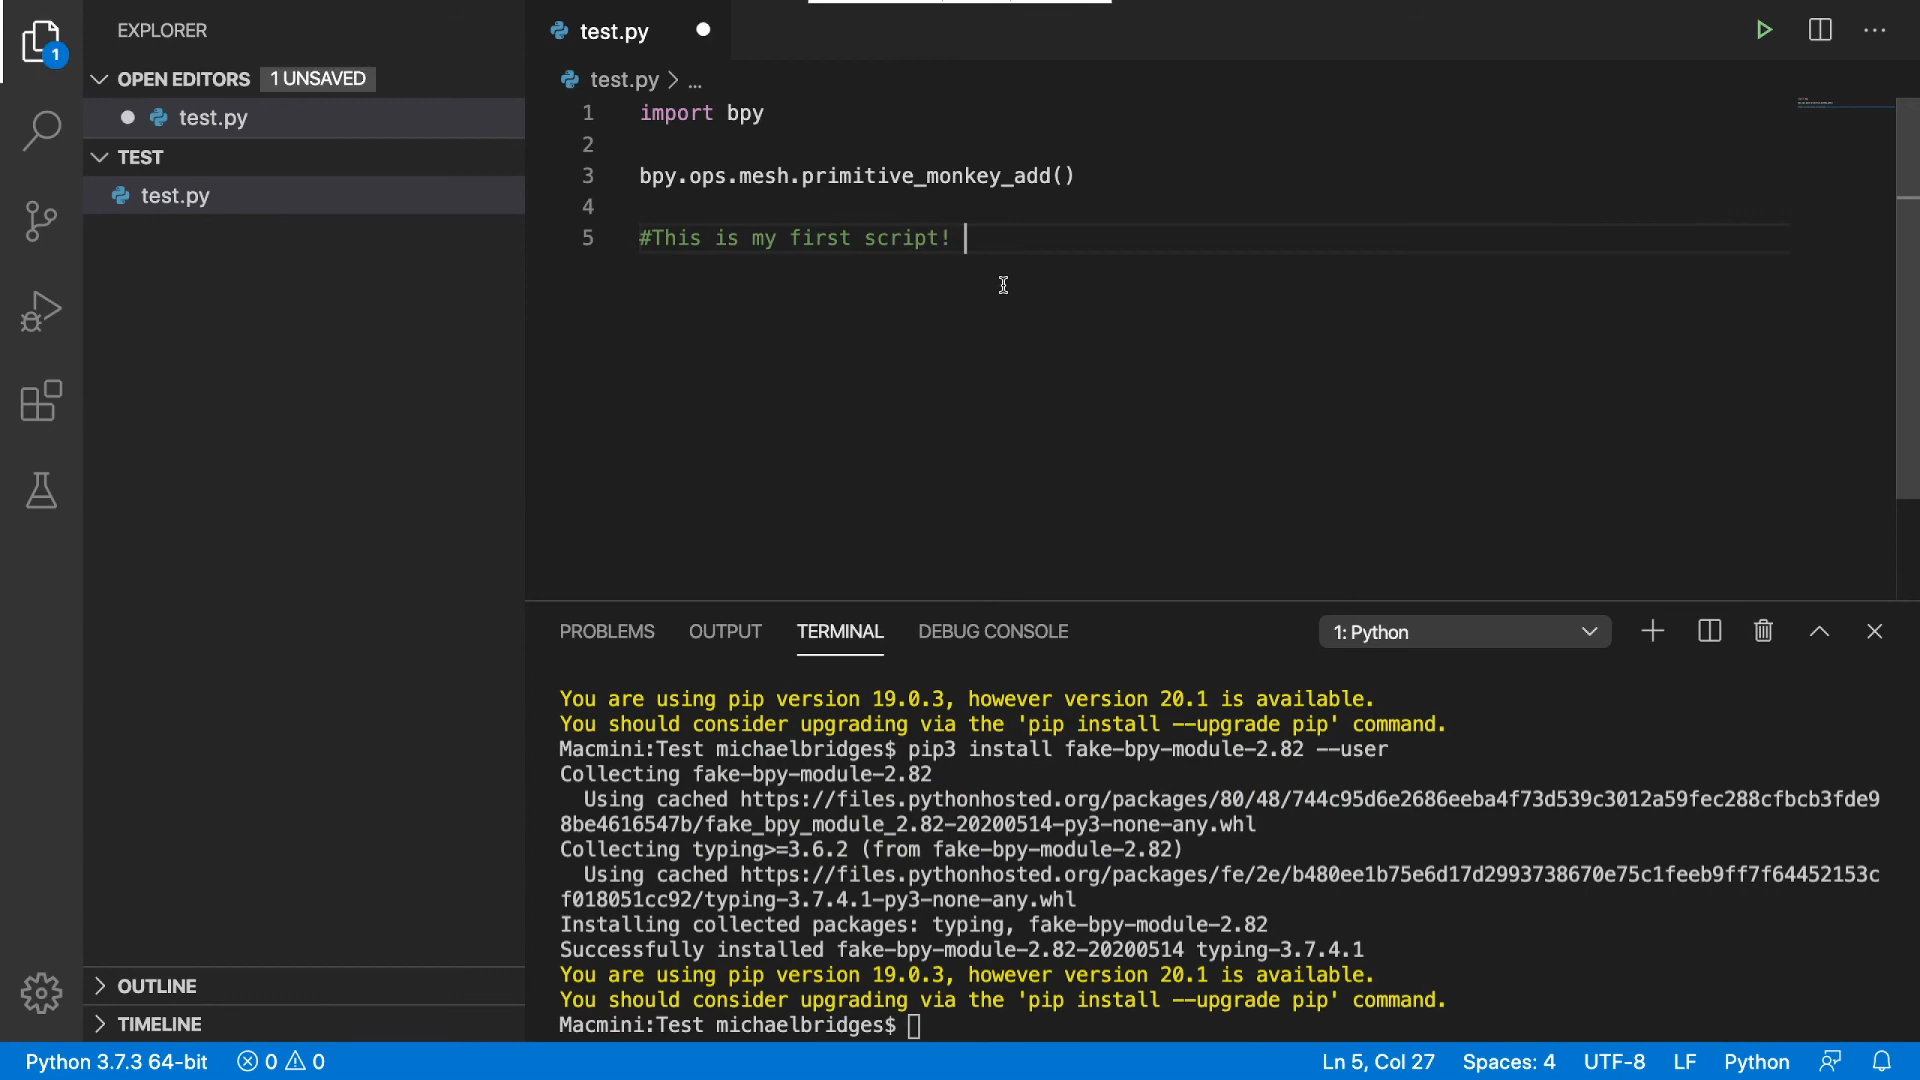 EXPLORER
OPEN EDITORS 1 UNSAVED
test.py
TEST
test.py
OUTLINE
TIMELINE
1
test.py
test.py > ...
1 import bpy
2
3 bpy.ops.mesh.primitive_monkey_add()
4
5 #This is my first script!
PROBLEMS OUTPUT TERMINAL DEBUG CONSOLE 1: Python
You are using pip version 19.0.3, however version 20.1 is available.
You should consider upgrading via the 'pip install --upgrade pip' command.
Macmini:Test michaelbridges$ pip3 install fake-bpy-module-2.82 --user
Collecting fake-bpy-module-2.82
Using cached https://files.pythonhosted.org/packages/80/48/744c95d6e2686eeba4f73d539c3012a59fec288cfbcb3fde9
8be4616547b/fake_bpy_module_2.82-20200514-py3-none-any.whl
Collecting typing>=3.6.2 (from fake-bpy-module-2.82)
Using cached https://files.pythonhosted.org/packages/fe/2e/b480ee1b75e6d17d2993738670e75c1feeb9ff7f64452153c
f018051cc92/typing-3.7.4.1-py3-none-any.whl
Installing collected packages: typing, fake-bpy-module-2.82
Successfully installed fake-bpy-module-2.82-20200514 typing-3.7.4.1
You are using pip version 19.0.3, however version 20.1 is available.
You should consider upgrading via the 'pip install --upgrade pip' command.
Macmini:Test michaelbridges$
Python 3.7.3 64-bit 0 0 Ln 5, Col 27 Spaces: 4 UTF-8 LF Python